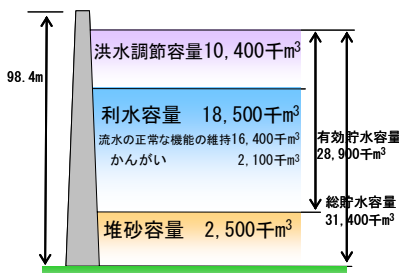 洪水調節容量10,400千m³
98.4m
利水容量 18,500千m³
流水の正常な機能の維持16,400千m³
かんがい 2,100千m³
有効貯水容量
28,900千m³
総貯水容量
31,400千m³
堆砂容量 2,500千m³